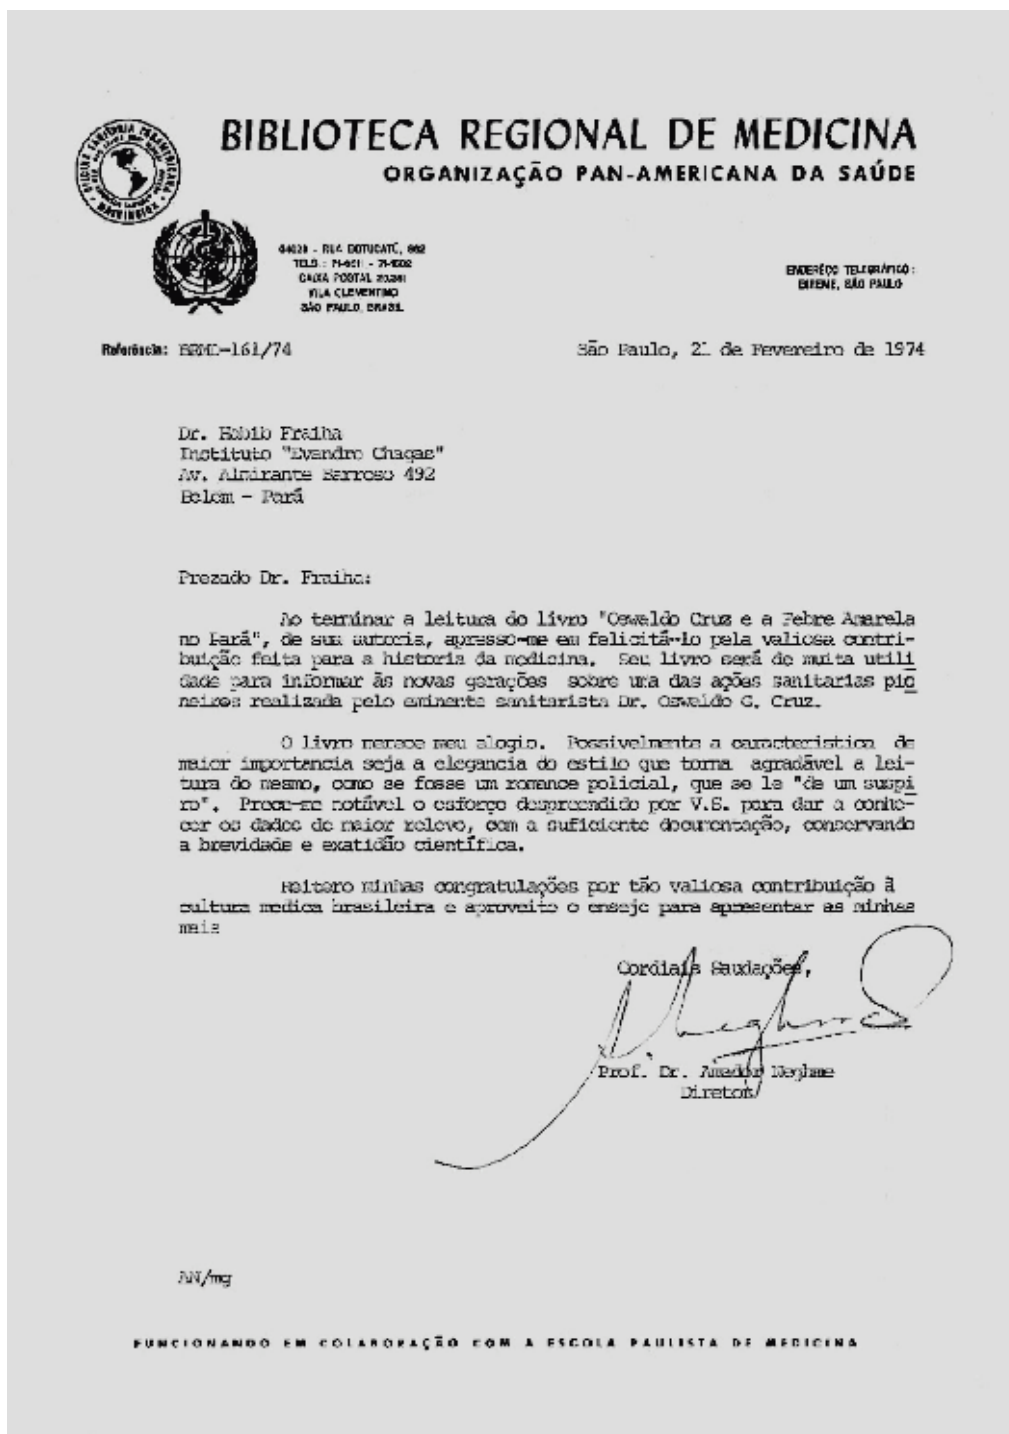 BIBLIOTECA REGIONAL DE MEDICINA
ORGANIZAÇÃO PAN-AMERICANA DA SAÚDE
RUA BOTUCATÚ, 862
CAIXA POSTAL
VILA CLEMENTINO
SÃO PAULO, BRASIL
ENDERÊÇO TELEGRÁFICO:
BIREME, SÃO PAULO
Referência: BRM1-161/74
São Paulo, 21 de Fevereiro de 1974
Dr. Habib Fraiha
Instituto "Evandro Chagas"
Av. Almirante Barroso 492
Belem - Pará
Prezado Dr. Fraiha:
Ao terminar a leitura do livro "Oswaldo Cruz e a Febre Amarela
no Pará", de sua autoria, apresso-me em felicitá-lo pela valiosa contri-
buição feita para a historia da medicina. Seu livro será de muita utili
dade para informar às novas gerações sobre uma das ações sanitarias pio
neiras realizada pelo eminente sanitarista Dr. Oswaldo G. Cruz.
O livro merece meu elogio. Possivelmente a caracteristica de
maior importancia seja a elegancia do estilo que torna agradável a lei-
tura do mesmo, como se fosse um romance policial, que se le "de um suspi
ro". Prece-me notável o esforço despreendido por V.S. para dar a conhe-
cer os dados de maior relevo, com a suficiente documentação, conservando
a brevidade e exatidão científica.
Reitero minhas congratulações por tão valiosa contribuição à
cultura medica brasileira e aproveito o ensejo para apresentar as minhas
mais
Cordiais Saudações,
Prof. Dr. Amador Neghme
Diretor
AN/mg
FUNCIONANDO EM COLABORAÇÃO COM A ESCOLA PAULISTA DE MEDICINA